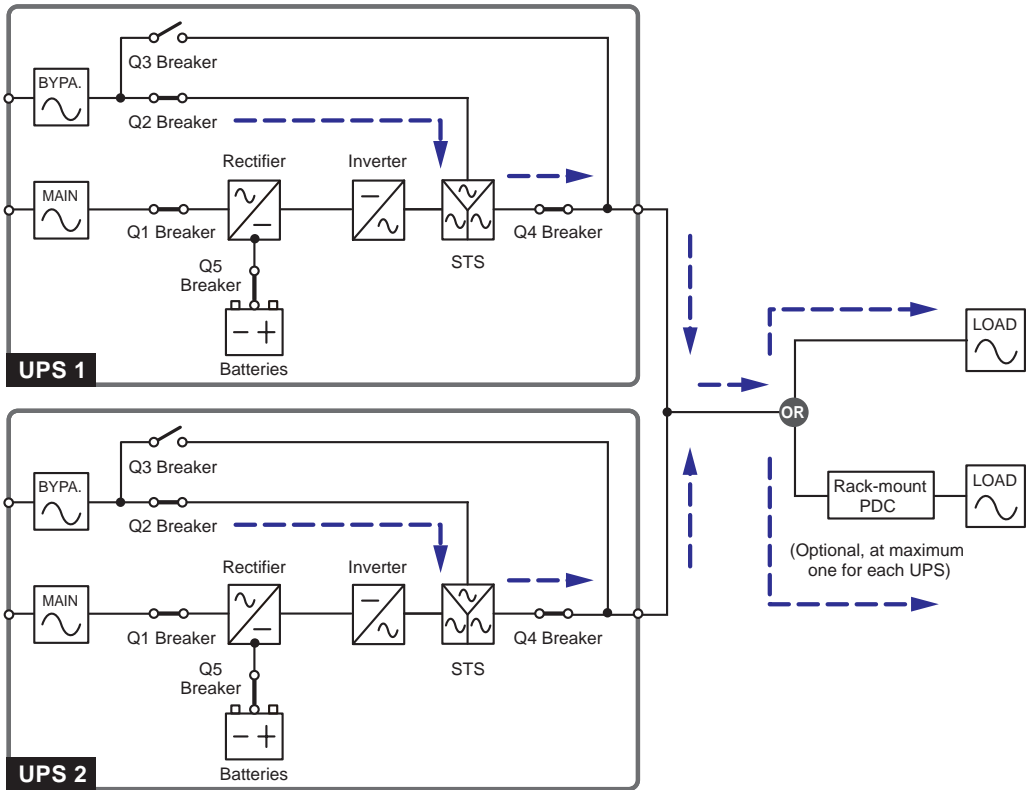 Q3 Breaker
BYPA.
Q2 Breaker
Rectifier
Inverter
MAIN
Q1 Breaker
Q4 Breaker
STS
Q5
Breaker
Batteries
UPS 1
LOAD
OR
Rack-mount
PDC
LOAD
(Optional, at maximum
one for each UPS)
Q3 Breaker
BYPA.
Q2 Breaker
Rectifier
Inverter
MAIN
Q1 Breaker
Q4 Breaker
STS
Q5
Breaker
Batteries
UPS 2